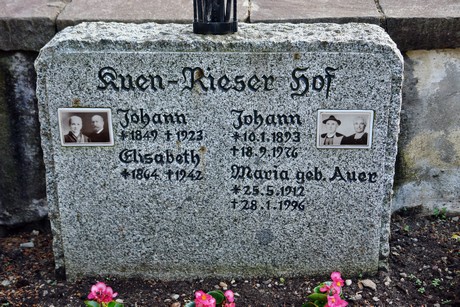 Kuen-Rieser Hof
Johann
*1849 †1923
Elisabeth
*1864 †1942
Johann
*16.1.1893
†18.9.1976
Maria geb. Auer
*25.5.1912
†28.1.1996